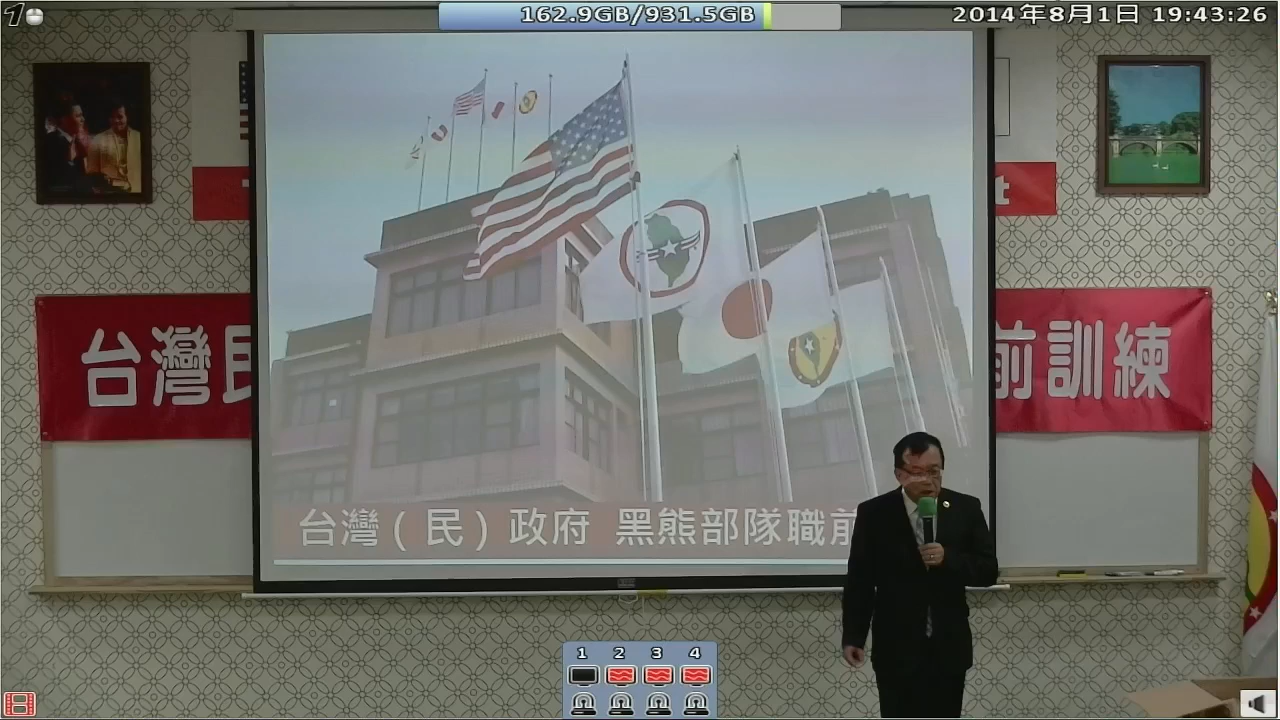 1
162.9GB/931.5GB
2014年8月1日 19:43:26
t
台灣民
前訓練
台灣(民)政府 黑熊部隊職前
1 2 3 4